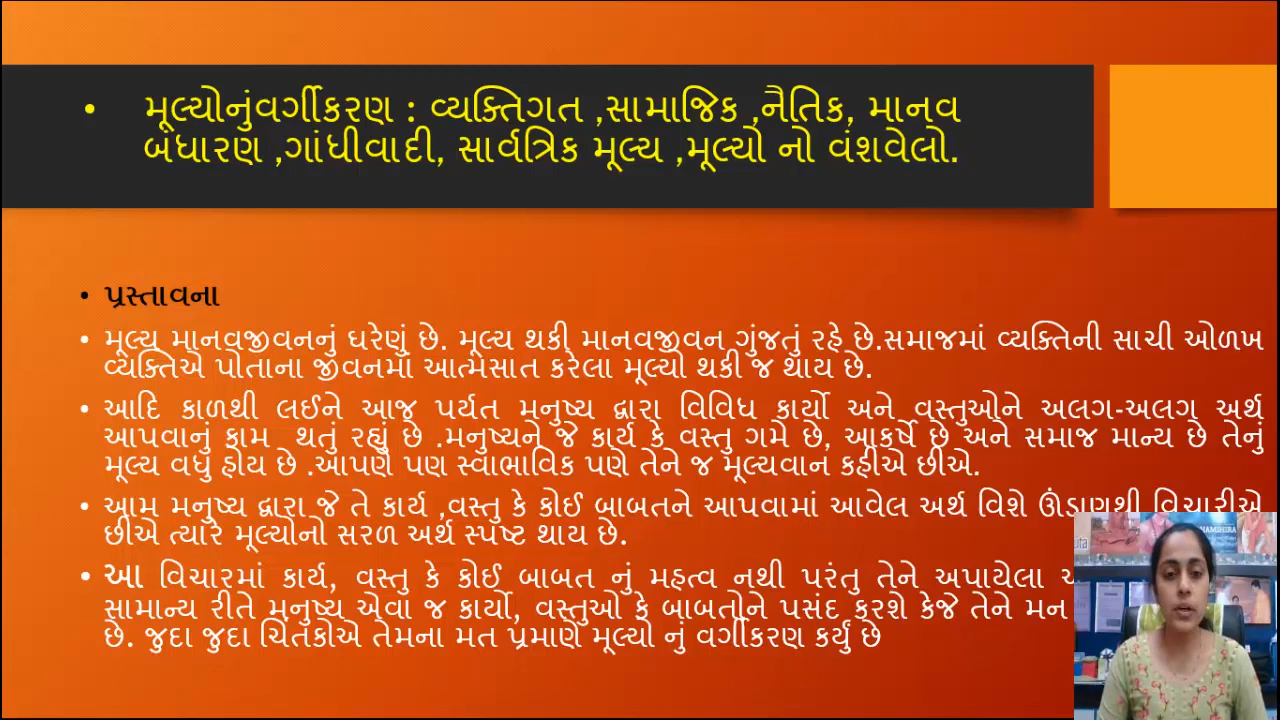 • મૂલ્યોનુંવર્ગીકરણ : વ્યક્તિગત ,સામાજિક ,નૈતિક, માનવ
બંધારણ ,ગાંધીવાદી, સાર્વત્રિક મૂલ્ય ,મૂલ્યો નો વંશવેલો.
• પ્રસ્તાવના
• મૂલ્ય માનવજીવનનું ઘરેણું છે. મૂલ્ય થકી માનવજીવન ગુંજતું રહે છે.સમાજમાં વ્યક્તિની સાચી ઓળખ
વ્યક્તિએ પોતાના જીવનમાં આત્મસાત કરેલા મૂલ્યો થકી જ થાય છે.
• આદિ કાળથી લઈને આજ પર્યત મનુષ્ય દ્વારા વિવિધ કાર્યો અને વસ્તુઓને અલગ-અલગ અર્થ
આપવાનું કામ થતું રહ્યું છે .મનુષ્યને જે કાર્ય કે વસ્તુ ગમે છે, આકર્ષે છે અને સમાજ માન્ય છે તેનું
મૂલ્ય વધુ હોય છે .આપણે પણ સ્વાભાવિક પણે તેને જ મૂલ્યવાન કહીએ છીએ.
• આમ મનુષ્ય દ્વારા જે તે કાર્ય ,વસ્તુ કે કોઈ બાબતને આપવામાં આવેલ અર્થ વિશે ઊંડાણથી વિચારીએ
છીએ ત્યારે મૂલ્યોનો સરળ અર્થ સ્પષ્ટ થાય છે.
• આ વિચારમાં કાર્ય, વસ્તુ કે કોઈ બાબત નું મહત્વ નથી પરંતુ તેને અપાયેલા
સામાન્ય રીતે મનુષ્ય એવા જ કાર્યો, વસ્તુઓ કે બાબતોને પસંદ કરશે કેજે તેને મન
છે. જુદા જુદા ચિંતકોએ તેમના મત પ્રમાણે મૂલ્યો નું વર્ગીકરણ કર્યું છે